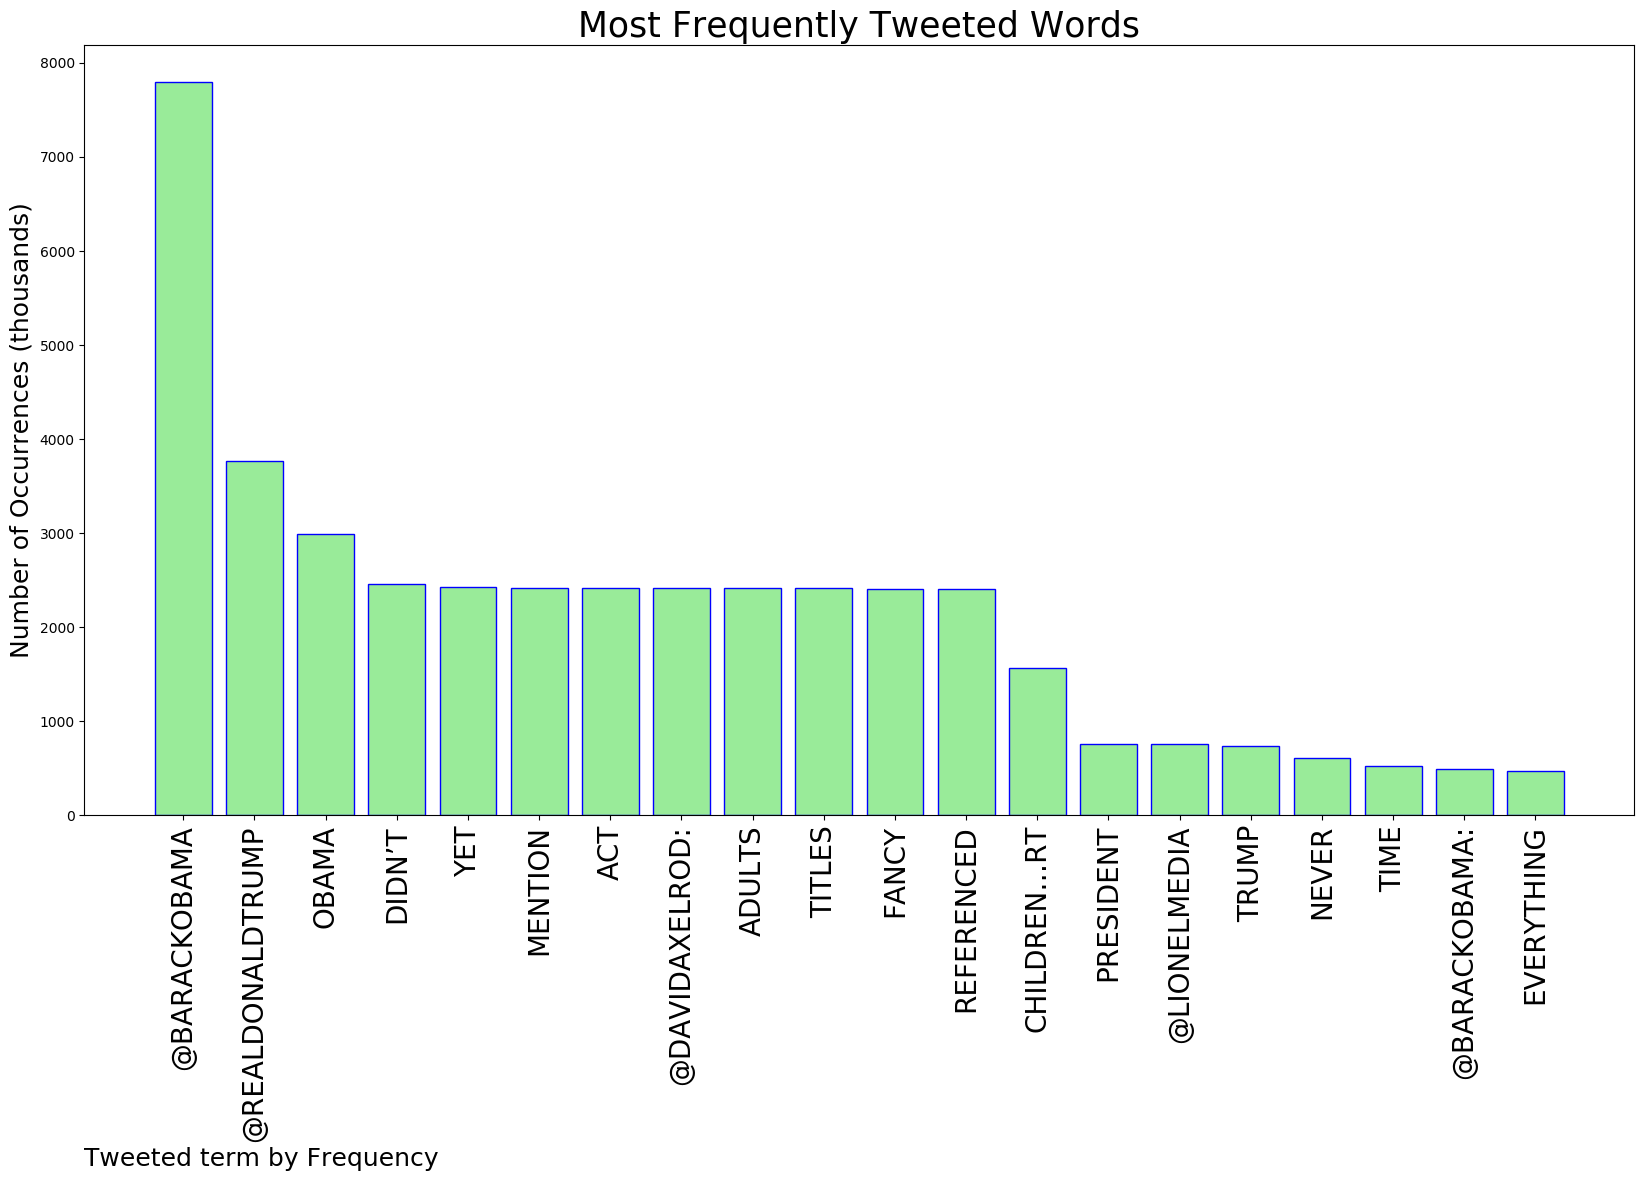 Most Frequently Tweeted Words
Number of Occurrences (thousands)
8000
7000
6000
5000
4000
3000
2000
1000
0
@BARACKOBAMA
@REALDONALDTRUMP
OBAMA
DIDN’T
YET
MENTION
ACT
@DAVIDAXELROD:
ADULTS
TITLES
FANCY
REFERENCED
CHILDREN...RT
PRESIDENT
@LIONELMEDIA
TRUMP
NEVER
TIME
@BARACKOBAMA:
EVERYTHING
Tweeted term by Frequency